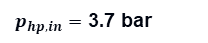 p_hp,in = 3.7 bar